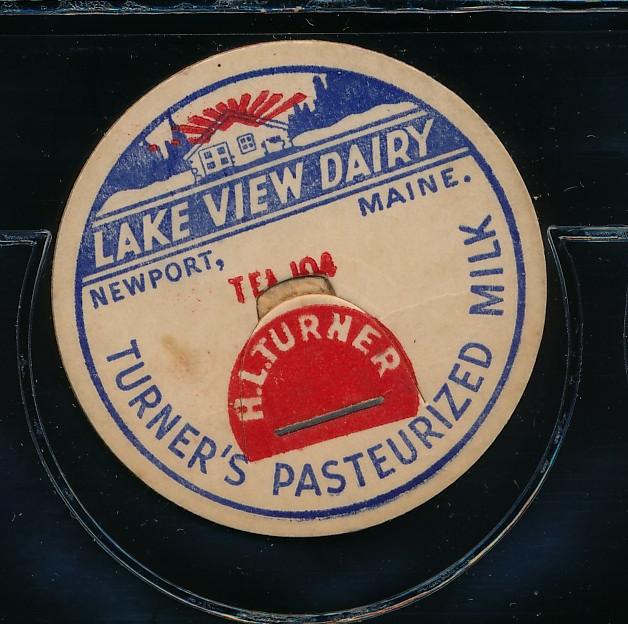 LAKE VIEW DAIRY
NEWPORT, MAINE.
TEL 104
H.L.TURNER
TURNER'S PASTEURIZED MILK